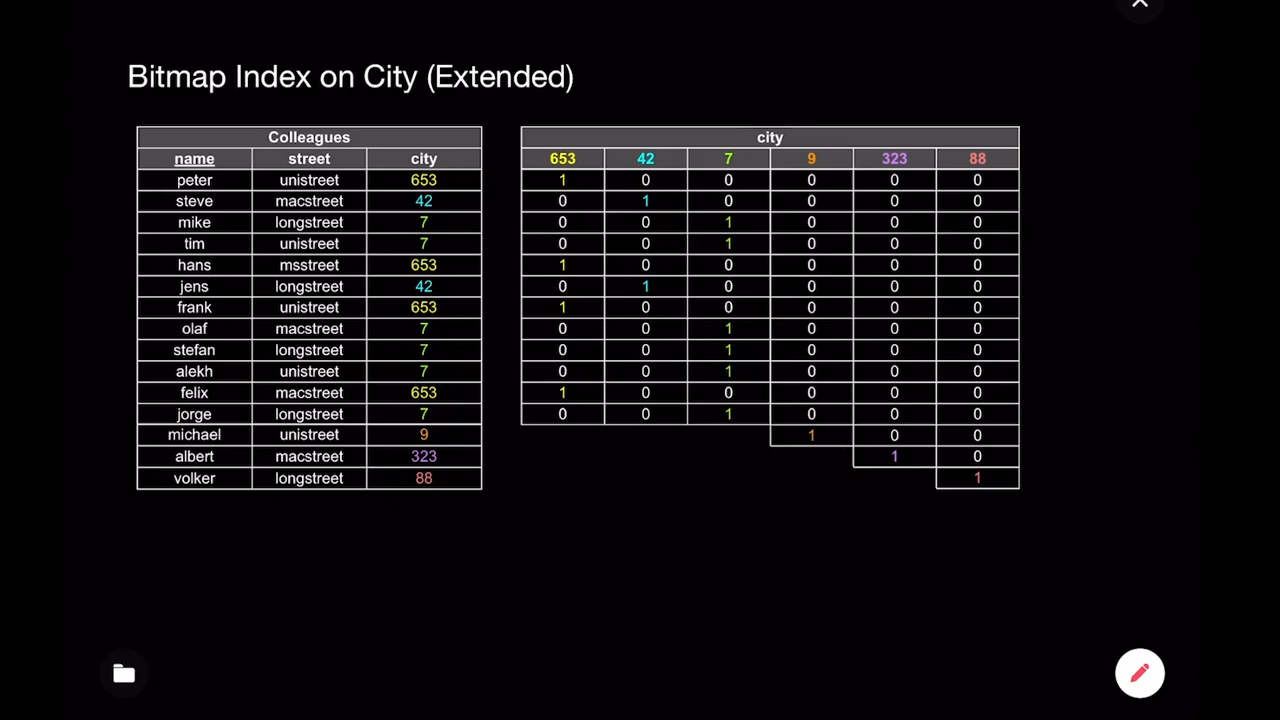 Bitmap Index on City (Extended)
Colleagues
name street city
peter unistreet 653
steve macstreet 42
mike longstreet 7
tim unistreet 7
hans msstreet 653
jens longstreet 42
frank unistreet 653
olaf macstreet 7
stefan longstreet 7
alekh unistreet 7
felix macstreet 653
jorge longstreet 7
michael unistreet 9
albert macstreet 323
volker longstreet 88
city
653 42 7 9 323 88
1 0 0 0 0 0
0 1 0 0 0 0
0 0 1 0 0 0
0 0 1 0 0 0
1 0 0 0 0 0
0 1 0 0 0 0
1 0 0 0 0 0
0 0 1 0 0 0
0 0 1 0 0 0
0 0 1 0 0 0
1 0 0 0 0 0
0 0 1 0 0 0
1 0 0
1 0
1